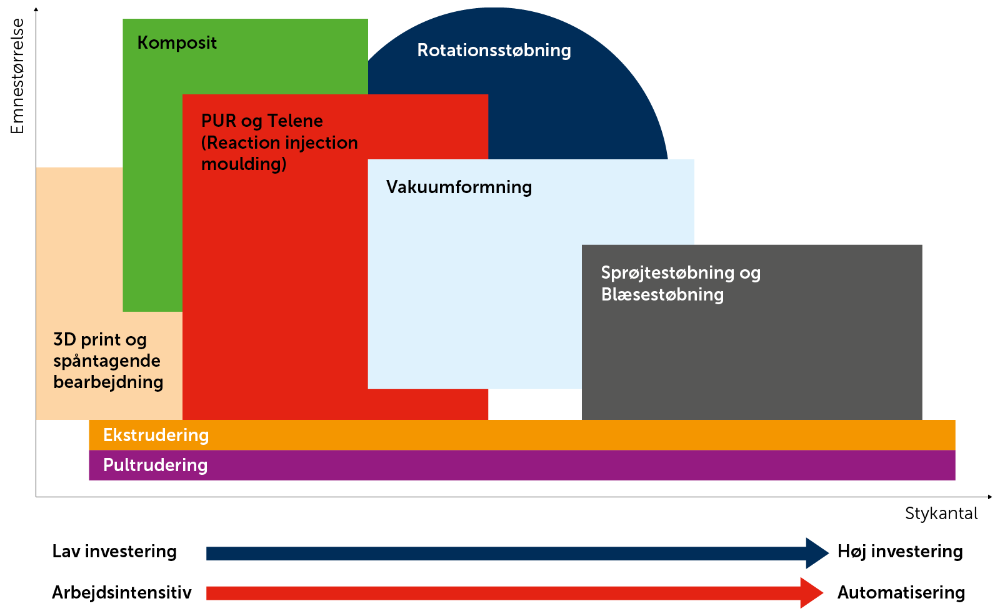 Emnestørrelse
Komposit
Rotationsstøbning
PUR og Telene
(Reaction injection
moulding)
Vakuumformning
Sprøjtestøbning og
Blæsestøbning
3D print og
spåntagende
bearbejdning
Ekstrudering
Pultrudering
Stykantal
Lav investering
Høj investering
Arbejdsintensitiv
Automatisering